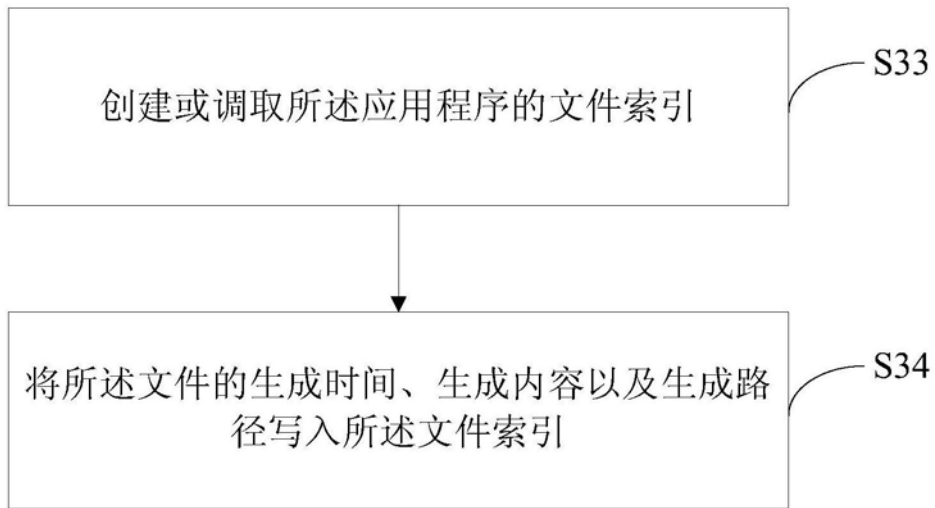 创建或调取所述应用程序的文件索引
S33
将所述文件的生成时间、生成内容以及生成路
径写入所述文件索引
S34